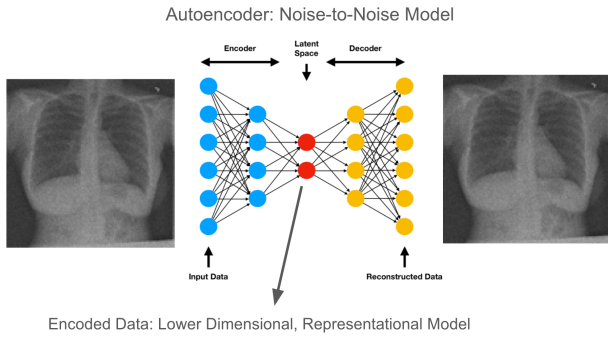 Autoencoder: Noise-to-Noise Model
Encoder
Latent
Space
Decoder
Input Data
Reconstructed Data
Encoded Data: Lower Dimensional, Representational Model